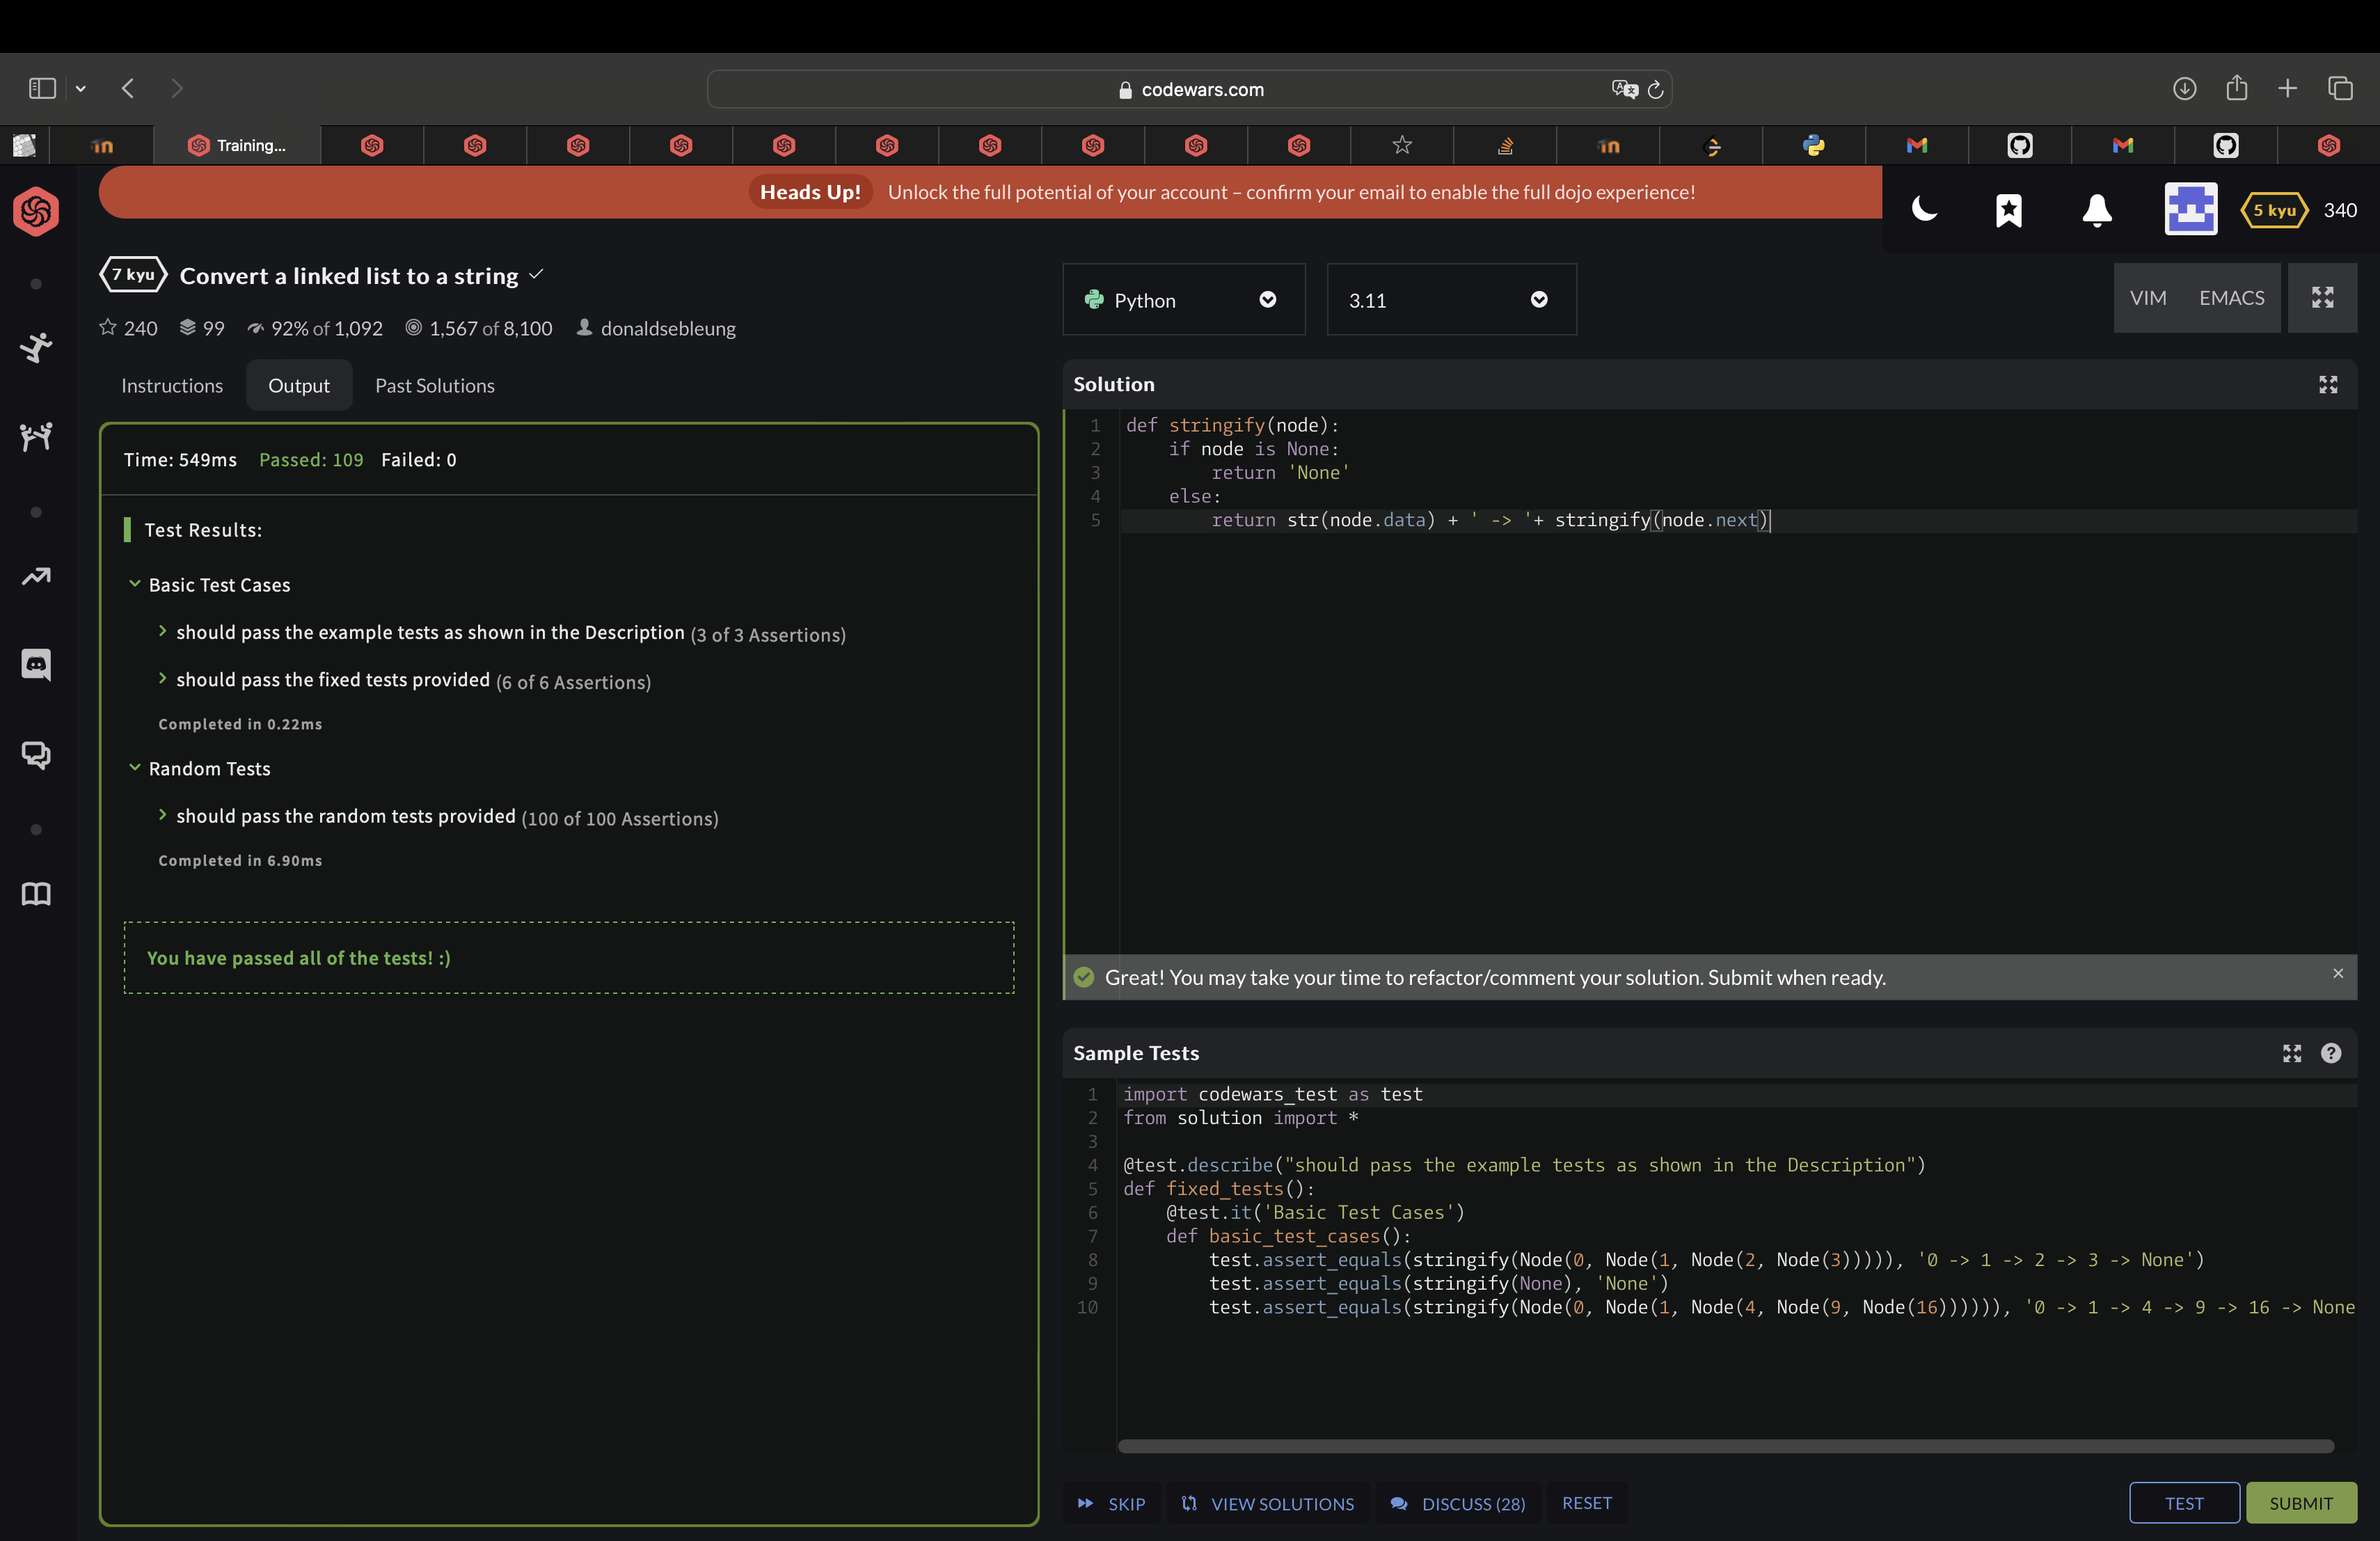 codewars.com
Training...
Heads Up! Unlock the full potential of your account – confirm your email to enable the full dojo experience!
5 kyu 340
7 kyu Convert a linked list to a string
240 99 92% of 1,092 1,567 of 8,100 donaldsebleung
Python 3.11 VIM EMACS
Instructions Output Past Solutions
Time: 549ms Passed: 109 Failed: 0
Test Results:
Basic Test Cases
should pass the example tests as shown in the Description (3 of 3 Assertions)
should pass the fixed tests provided (6 of 6 Assertions)
Completed in 0.22ms
Random Tests
should pass the random tests provided (100 of 100 Assertions)
Completed in 6.90ms
You have passed all of the tests! :)
Solution
1 def stringify(node):
2     if node is None:
3         return 'None'
4     else:
5         return str(node.data) + ' -> '+ stringify(node.next)
Great! You may take your time to refactor/comment your solution. Submit when ready.
Sample Tests
1 import codewars_test as test
2 from solution import *
3
4 @test.describe("should pass the example tests as shown in the Description")
5 def fixed_tests():
6     @test.it('Basic Test Cases')
7     def basic_test_cases():
8         test.assert_equals(stringify(Node(0, Node(1, Node(2, Node(3))))), '0 -> 1 -> 2 -> 3 -> None')
9         test.assert_equals(stringify(None), 'None')
10         test.assert_equals(stringify(Node(0, Node(1, Node(4, Node(9, Node(16)))))), '0 -> 1 -> 4 -> 9 -> 16 -> None
SKIP VIEW SOLUTIONS DISCUSS (28) RESET TEST SUBMIT